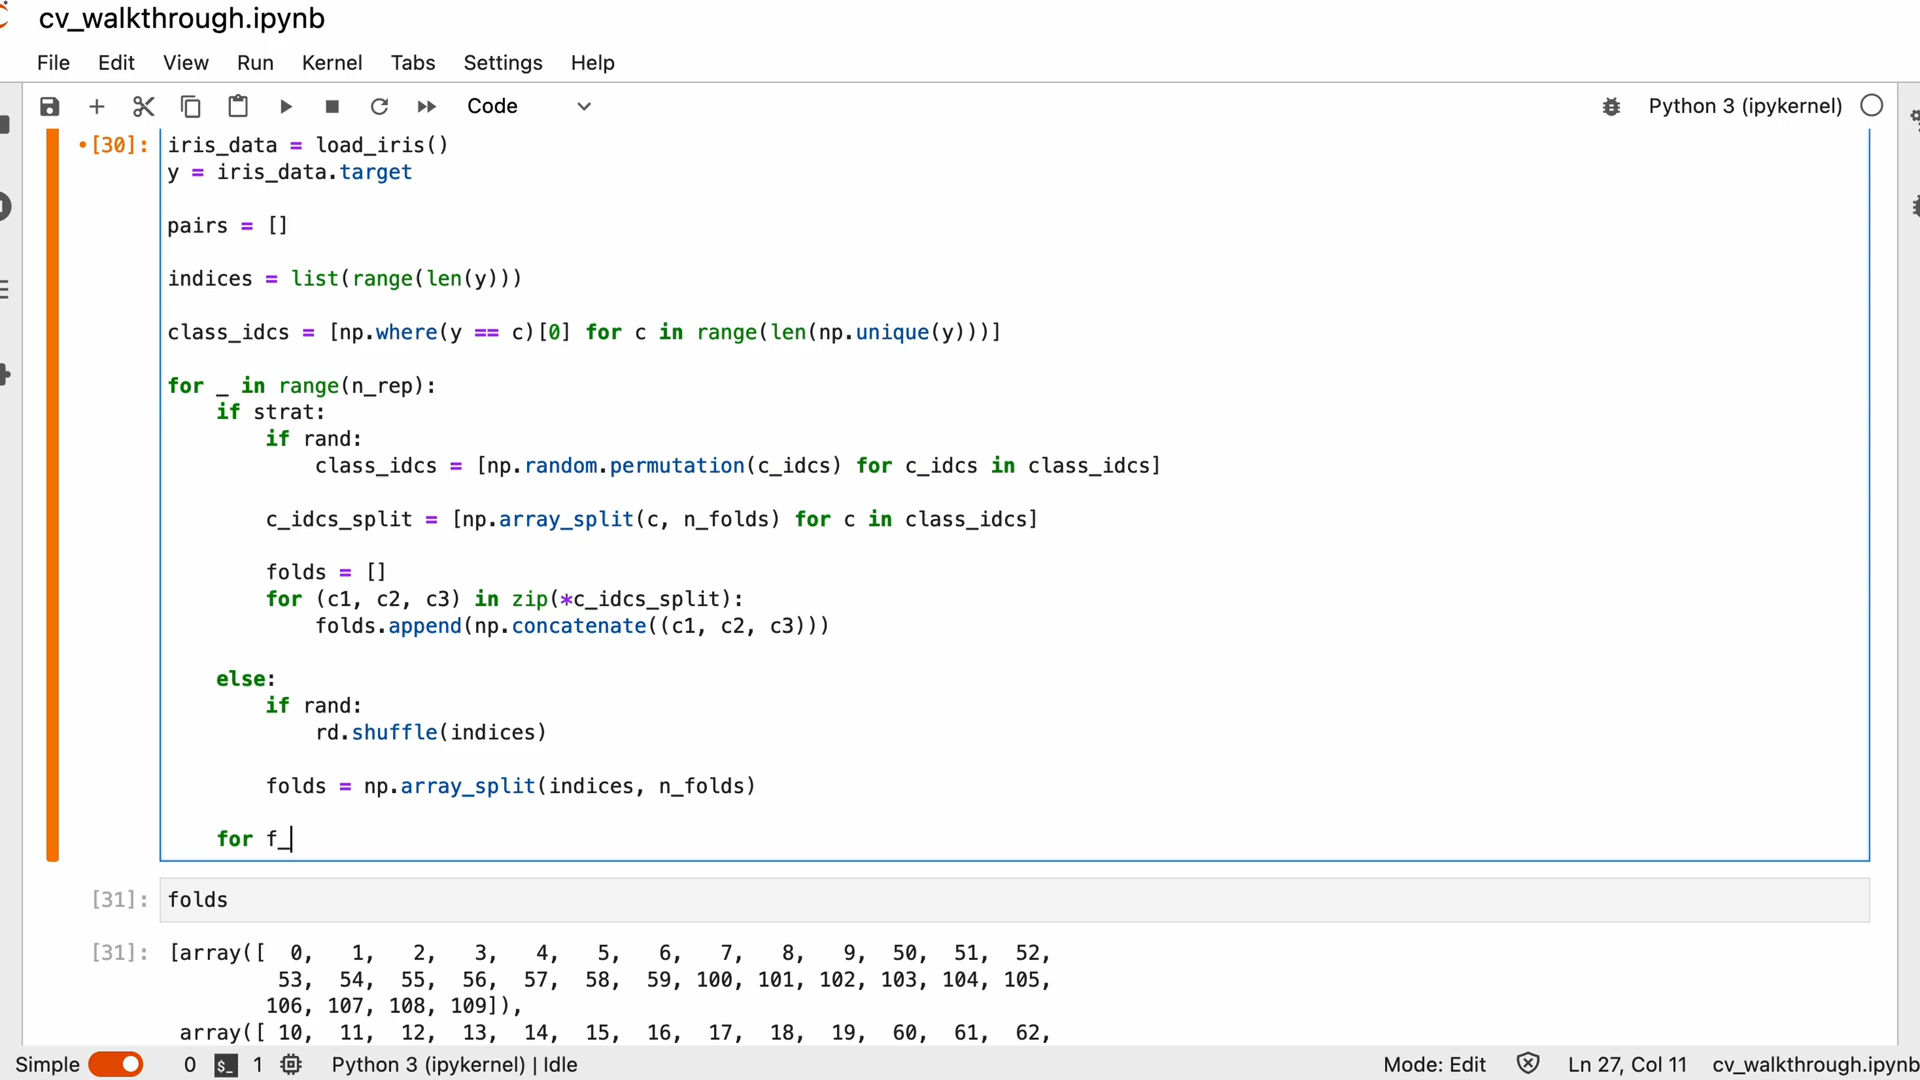 cv_walkthrough.ipynb
File Edit View Run Kernel Tabs Settings Help
Code Python 3 (ipykernel)
[30]: iris_data = load_iris()
y = iris_data.target
pairs = []
indices = list(range(len(y)))
class_idcs = [np.where(y == c)[0] for c in range(len(np.unique(y)))]
for _ in range(n_rep):
    if strat:
        if rand:
            class_idcs = [np.random.permutation(c_idcs) for c_idcs in class_idcs]
        c_idcs_split = [np.array_split(c, n_folds) for c in class_idcs]
        folds = []
        for (c1, c2, c3) in zip(*c_idcs_split):
            folds.append(np.concatenate((c1, c2, c3)))
    else:
        if rand:
            rd.shuffle(indices)
        folds = np.array_split(indices, n_folds)
    for f_
[31]: folds
[31]: [array([  0,   1,   2,   3,   4,   5,   6,   7,   8,   9,  50,  51,  52,
         53,  54,  55,  56,  57,  58,  59, 100, 101, 102, 103, 104, 105,
        106, 107, 108, 109]),
 array([ 10,  11,  12,  13,  14,  15,  16,  17,  18,  19,  60,  61,  62,
Simple 0 $_ 1 Python 3 (ipykernel) | Idle Mode: Edit Ln 27, Col 11 cv_walkthrough.ipynb